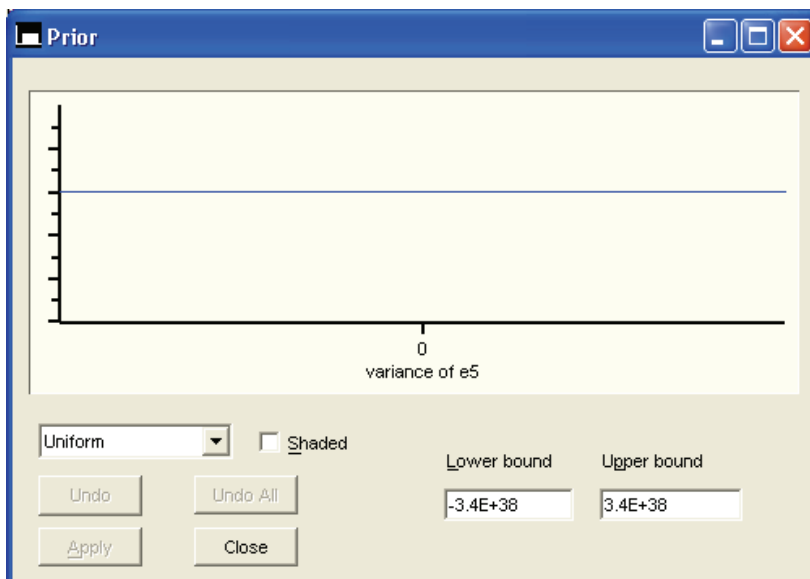 Prior
0
variance of e5
Uniform
Shaded
Lower bound
Upper bound
Undo
Undo All
-3.4E+38
3.4E+38
Apply
Close